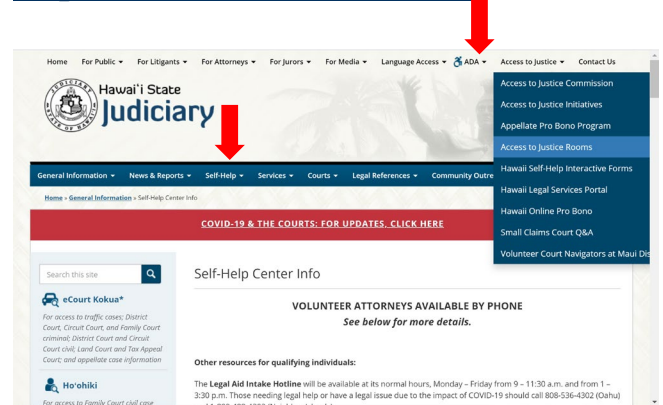 Home For Public For Litigants For Attorneys For Jurors For Media Language Access ADA Access to Justice Contact Us
Hawai'i State
Judiciary
Access to Justice Commission
Access to Justice Initiatives
Appellate Pro Bono Program
Access to Justice Rooms
Hawaii Self-Help Interactive Forms
Hawaii Legal Services Portal
Hawaii Online Pro Bono
Small Claims Court Q&A
Volunteer Court Navigators at Maui Dis
General Information News & Reports Self-Help Services Courts Legal References Community Outre
Home » General Information » Self-Help Center Info
COVID-19 & THE COURTS: FOR UPDATES, CLICK HERE
Search this site
eCourt Kokua*
For access to traffic cases; District
Court, Circuit Court, and Family Court
criminal; District Court and Circuit
Court civil; Land Court and Tax Appeal
Court; and appellate case information
Ho'ohiki
For access to Family Court civil case
Self-Help Center Info
VOLUNTEER ATTORNEYS AVAILABLE BY PHONE
See below for more details.
Other resources for qualifying individuals:
The Legal Aid Intake Hotline will be available at its normal hours, Monday – Friday from 9 – 11:30 a.m. and from 1 –
3:30 p.m. Those needing legal help or have a legal issue due to the impact of COVID-19 should call 808-536-4302 (Oahu)